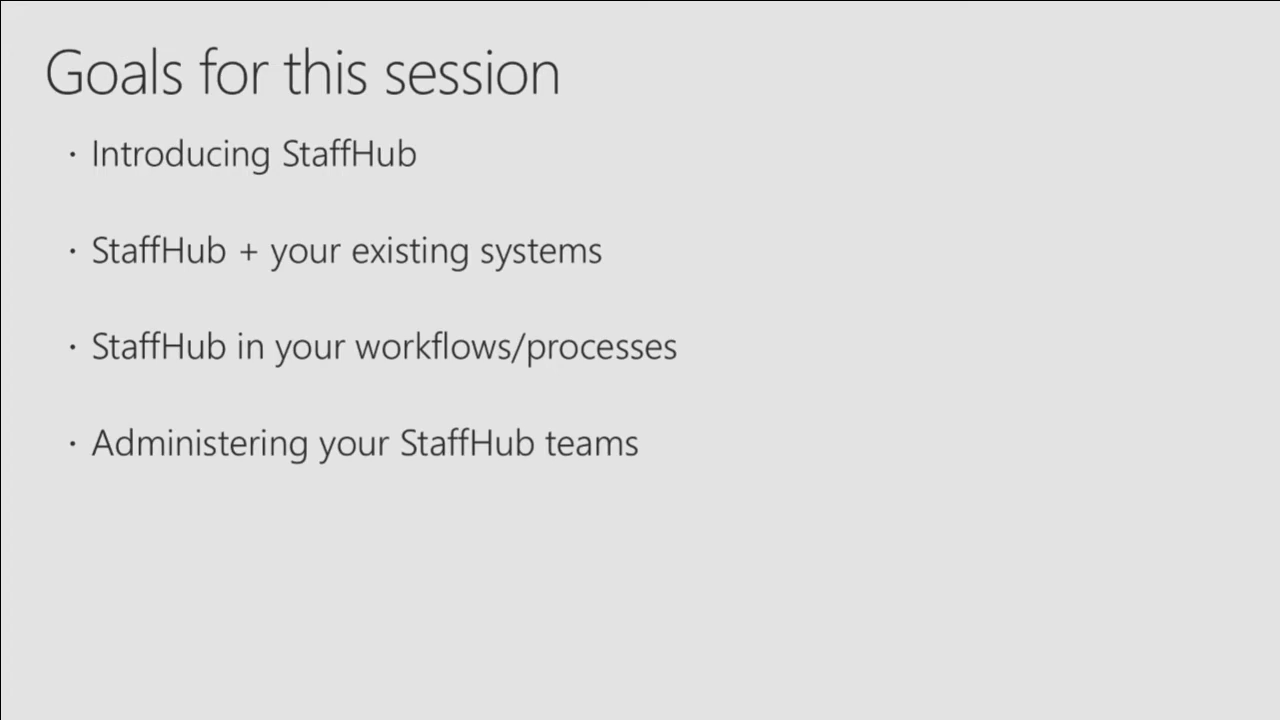 Goals for this session
· Introducing StaffHub
· StaffHub + your existing systems
· StaffHub in your workflows/processes
· Administering your StaffHub teams